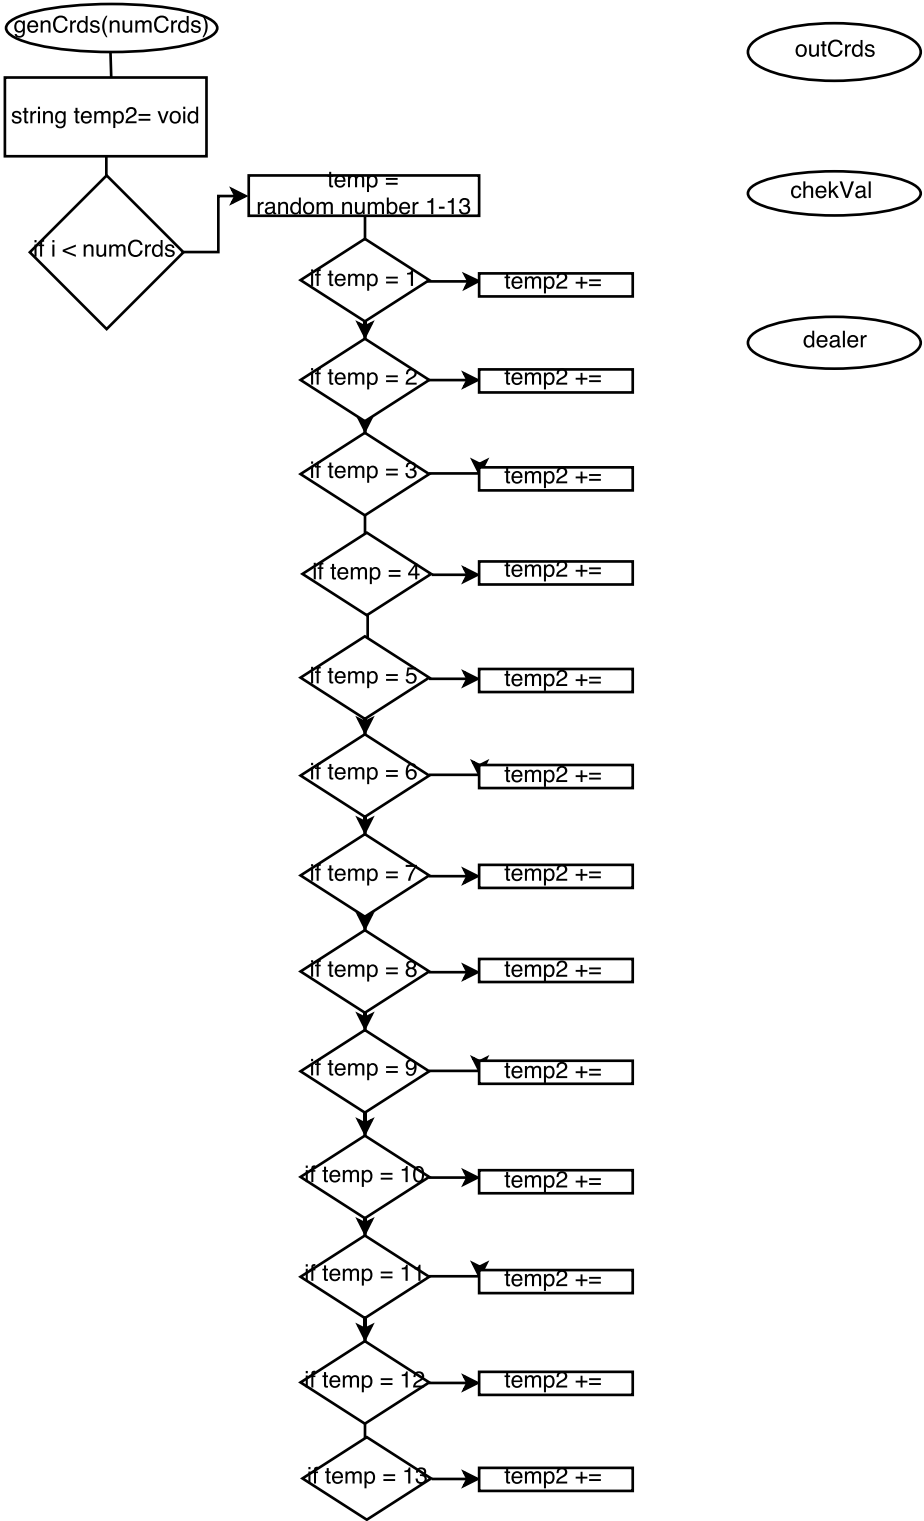 genCrds(numCrds)
string temp2= void
if i < numCrds
temp =
random number 1-13
if temp = 1
temp2 +=
if temp = 2
temp2 +=
if temp = 3
temp2 +=
if temp = 4
temp2 +=
if temp = 5
temp2 +=
if temp = 6
temp2 +=
if temp = 7
temp2 +=
if temp = 8
temp2 +=
if temp = 9
temp2 +=
if temp = 10
temp2 +=
if temp = 11
temp2 +=
if temp = 12
temp2 +=
if temp = 13
temp2 +=
outCrds
chekVal
dealer